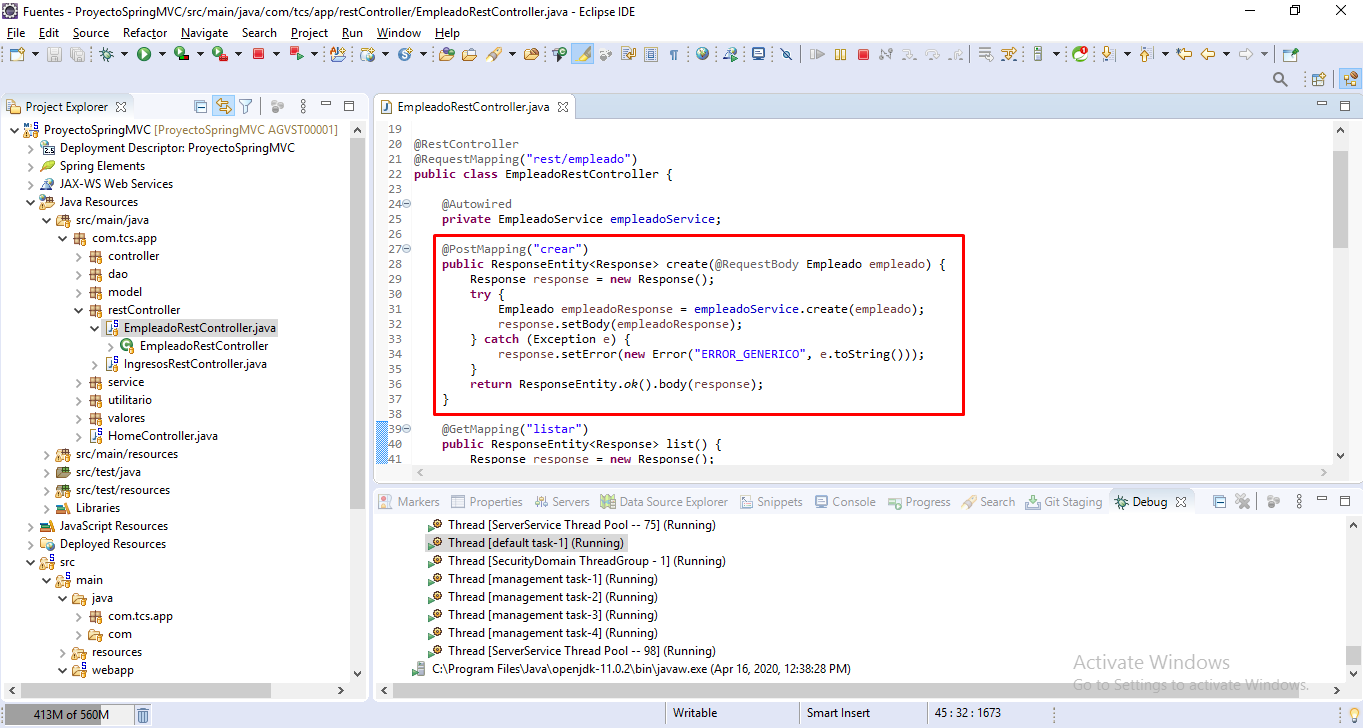 Fuentes - ProyectoSpringMVC/src/main/java/com/tcs/app/restController/EmpleadoRestController.java - Eclipse IDE
File Edit Source Refactor Navigate Search Project Run Window Help
Project Explorer
ProyectoSpringMVC [ProyectoSpringMVC AGVST00001]
Deployment Descriptor: ProyectoSpringMVC
Spring Elements
JAX-WS Web Services
Java Resources
src/main/java
com.tcs.app
controller
dao
model
restController
EmpleadoRestController.java
EmpleadoRestController
IngresosRestController.java
service
utilitario
valores
HomeController.java
src/main/resources
src/test/java
src/test/resources
Libraries
JavaScript Resources
Deployed Resources
src
main
java
com.tcs.app
com
resources
webapp
EmpleadoRestController.java
19
20 @RestController
21 @RequestMapping("rest/empleado")
22 public class EmpleadoRestController {
23
24 @Autowired
25 private EmpleadoService empleadoService;
26
27 @PostMapping("crear")
28 public ResponseEntity<Response> create(@RequestBody Empleado empleado) {
29 Response response = new Response();
30 try {
31 Empleado empleadoResponse = empleadoService.create(empleado);
32 response.setBody(empleadoResponse);
33 } catch (Exception e) {
34 response.setError(new Error("ERROR_GENERICO", e.toString()));
35 }
36 return ResponseEntity.ok().body(response);
37 }
38
39 @GetMapping("listar")
40 public ResponseEntity<Response> list() {
41 Response response = new Response();
Markers Properties Servers Data Source Explorer Snippets Console Progress Search Git Staging Debug
Thread [ServerService Thread Pool -- 75] (Running)
Thread [default task-1] (Running)
Thread [SecurityDomain ThreadGroup - 1] (Running)
Thread [management task-1] (Running)
Thread [management task-2] (Running)
Thread [management task-3] (Running)
Thread [management task-4] (Running)
Thread [ServerService Thread Pool -- 98] (Running)
C:\Program Files\Java\openjdk-11.0.2\bin\javaw.exe (Apr 16, 2020, 12:38:28 PM)
Activate Windows
Go to Settings to activate Windows.
413M of 560M
Writable
Smart Insert
45 : 32 : 1673